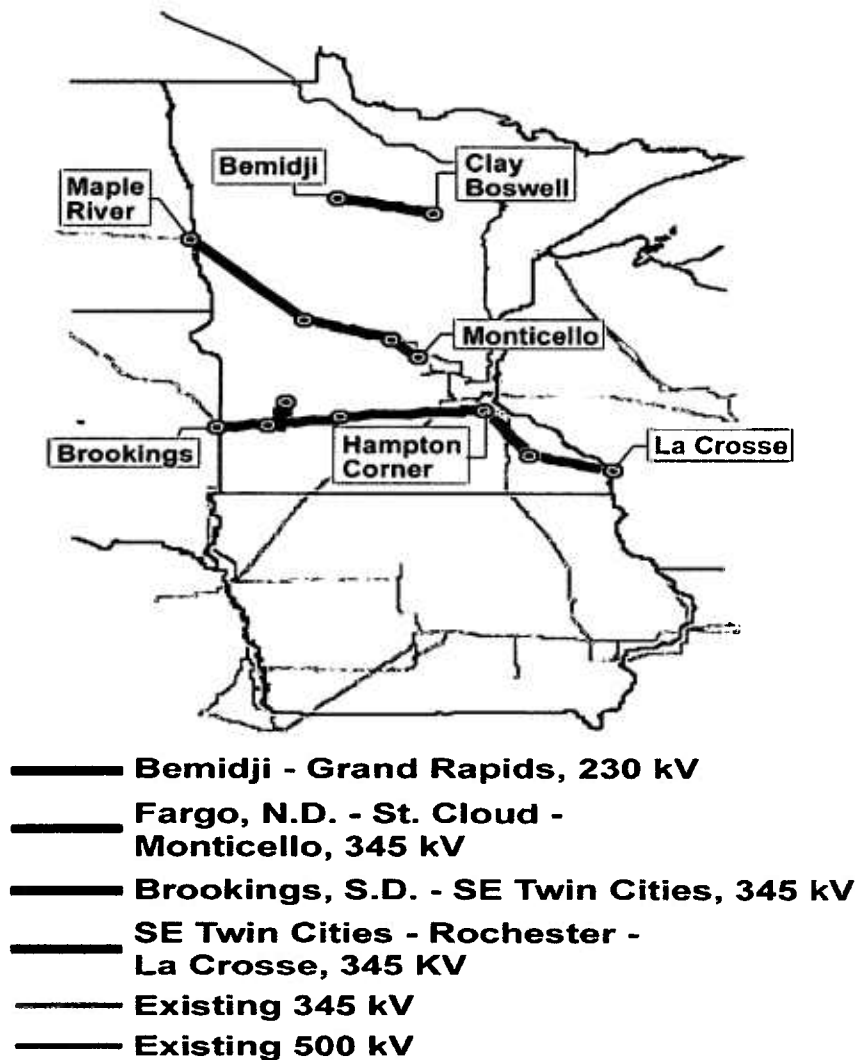 Bemidji
Clay
Boswell
Maple
River
Monticello
Brookings
Hampton
Corner
La Crosse
Bemidji - Grand Rapids, 230 kV
Fargo, N.D. - St. Cloud -
Monticello, 345 kV
Brookings, S.D. - SE Twin Cities, 345 kV
SE Twin Cities - Rochester -
La Crosse, 345 KV
Existing 345 kV
Existing 500 kV